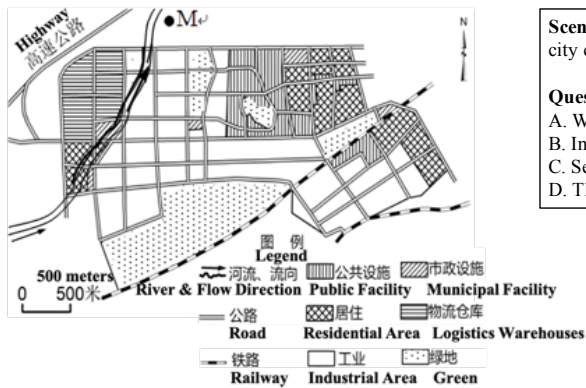 Highway
高速公路
M
N
Scen
city c
Ques
A. W
B. In
C. Se
D. Tl
图 例
Legend
500 meters
0 500米
河流、流向 公共设施 市政设施
River & Flow Direction Public Facility Municipal Facility
公路 居住 物流仓库
Road Residential Area Logistics Warehouses
铁路 工业 绿地
Railway Industrial Area Green